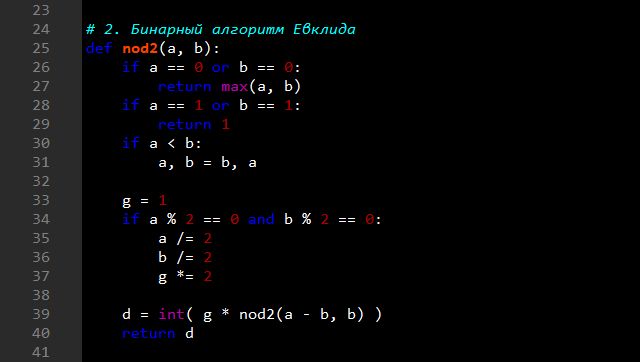 23
24 # 2. Бинарный алгоритм Евклида
25 def nod2(a, b):
26     if a == 0 or b == 0:
27         return max(a, b)
28     if a == 1 or b == 1:
29         return 1
30     if a < b:
31         a, b = b, a
32
33     g = 1
34     if a % 2 == 0 and b % 2 == 0:
35         a /= 2
36         b /= 2
37         g *= 2
38
39     d = int( g * nod2(a - b, b) )
40     return d
41